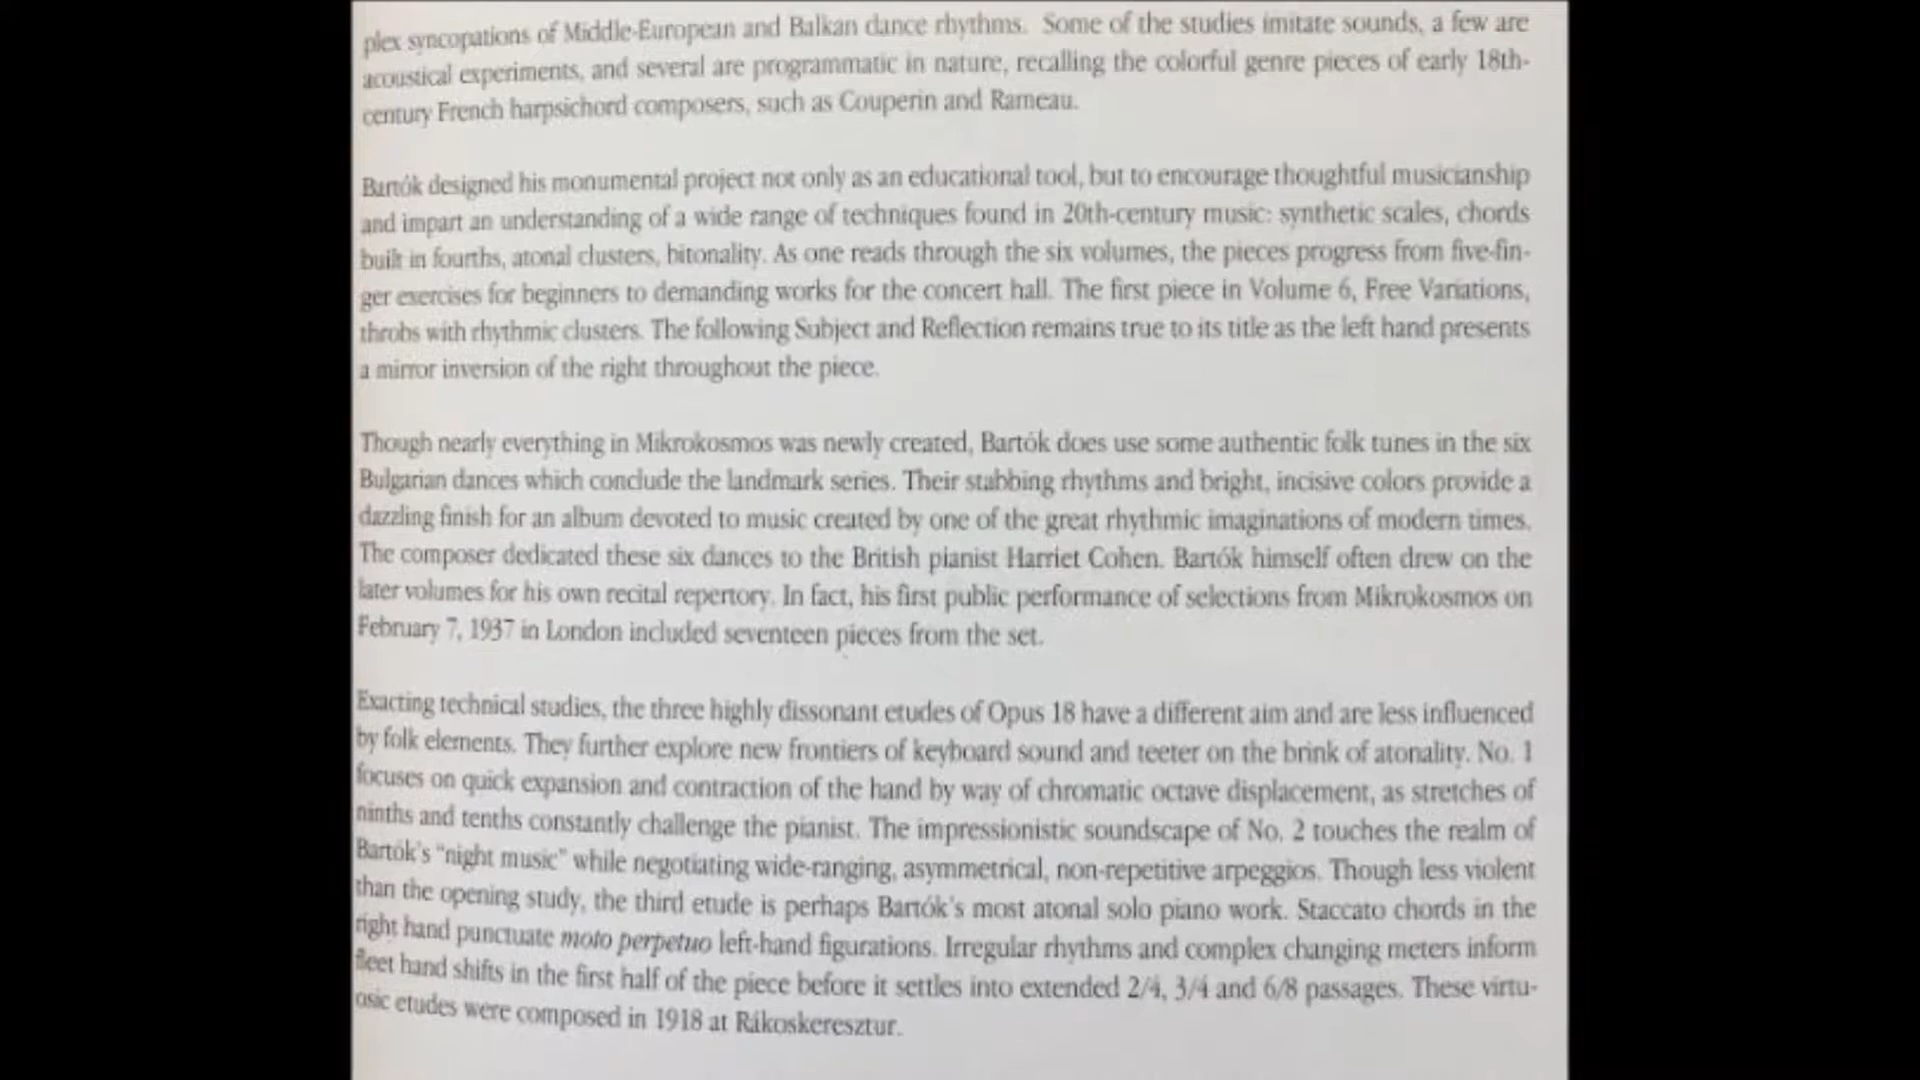 plex syncopations of Middle-European and Balkan dance rhythms. Some of the studies imitate sounds, a few are
acoustical experiments, and several are programmatic in nature, recalling the colorful genre pieces of early 18th-
century French harpsichord composers, such as Couperin and Rameau.
Bartók designed his monumental project not only as an educational tool, but to encourage thoughtful musicianship
and impart an understanding of a wide range of techniques found in 20th-century music: synthetic scales, chords
built in fourths, atonal clusters, bitonality. As one reads through the six volumes, the pieces progress from five-fin-
ger exercises for beginners to demanding works for the concert hall. The first piece in Volume 6, Free Variations,
throbs with rhythmic clusters. The following Subject and Reflection remains true to its title as the left hand presents
a mirror inversion of the right throughout the piece.
Though nearly everything in Mikrokosmos was newly created, Bartók does use some authentic folk tunes in the six
Bulgarian dances which conclude the landmark series. Their stabbing rhythms and bright, incisive colors provide a
dazzling finish for an album devoted to music created by one of the great rhythmic imaginations of modern times.
The composer dedicated these six dances to the British pianist Harriet Cohen. Bartók himself often drew on the
later volumes for his own recital repertory. In fact, his first public performance of selections from Mikrokosmos on
February 7, 1937 in London included seventeen pieces from the set.
Exacting technical studies, the three highly dissonant etudes of Opus 18 have a different aim and are less influenced
by folk elements. They further explore new frontiers of keyboard sound and teeter on the brink of atonality. No. 1
focuses on quick expansion and contraction of the hand by way of chromatic octave displacement, as stretches of
ninths and tenths constantly challenge the pianist. The impressionistic soundscape of No. 2 touches the realm of
Bartók's "night music" while negotiating wide-ranging, asymmetrical, non-repetitive arpeggios. Though less violent
than the opening study, the third etude is perhaps Bartók's most atonal solo piano work. Staccato chords in the
right hand punctuate moto perpetuo left-hand figurations. Irregular rhythms and complex changing meters inform
fleet hand shifts in the first half of the piece before it settles into extended 2/4, 3/4 and 6/8 passages. These virtu-
osic etudes were composed in 1918 at Rákoskeresztur.